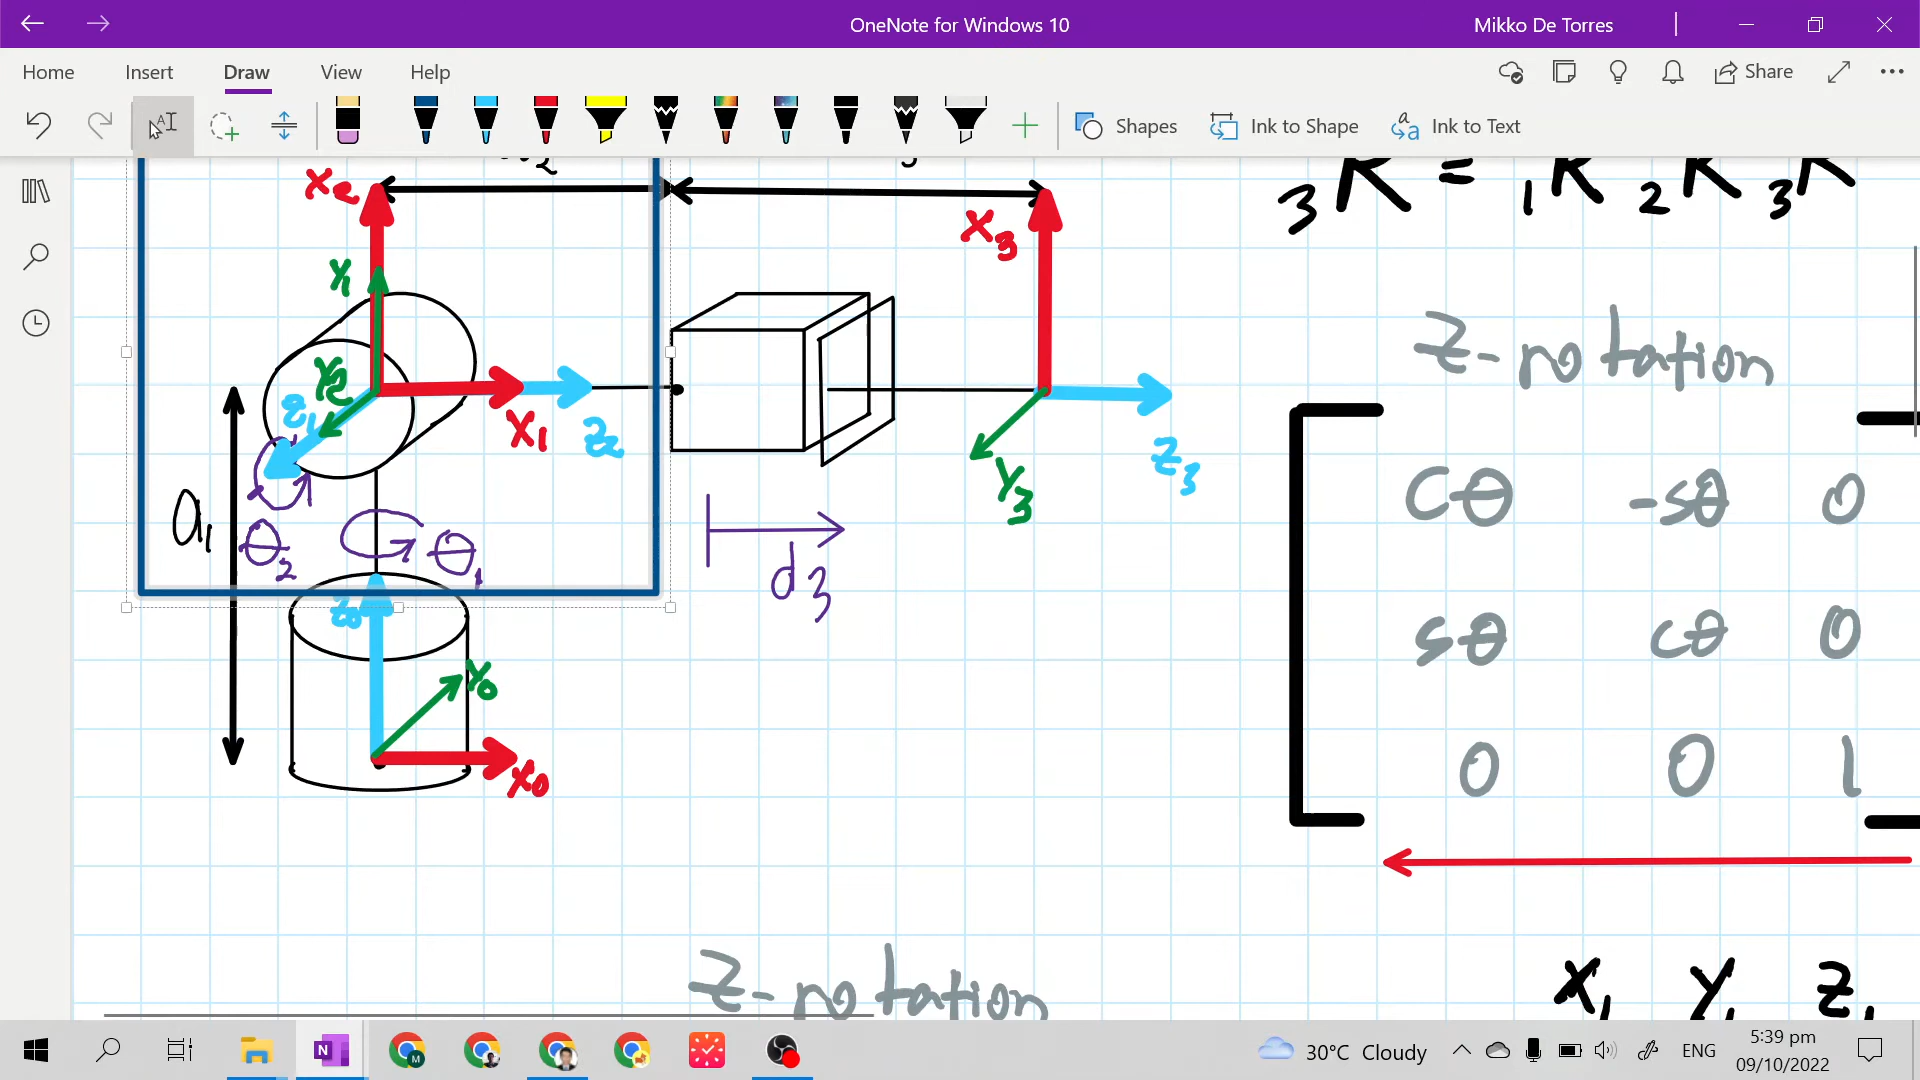 OneNote for Windows 10
Mikko De Torres
Home Insert Draw View Help
Share
Shapes Ink to Shape Ink to Text
2
3
X2
X3
3R = 1R 2R 3R
Y1
Z-rotation
Y2
Z1
X1
Z2
Z3
Y3
Cθ -Sθ 0
a1
θ2
θ1
d3
Z0
Sθ Cθ 0
Y0
X0
0 0 1
Z-rotation
X1 Y1 Z1
30°C Cloudy
ENG
5:39 pm
09/10/2022